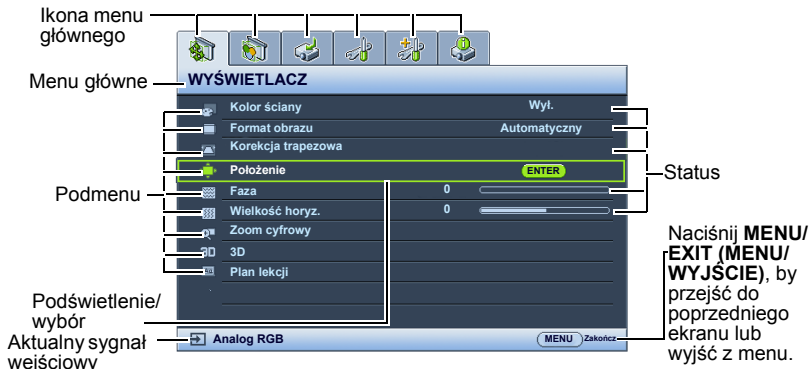 Ikona menu
głównego
Menu główne
WYŚWIETLACZ
Kolor ściany Wył.
Format obrazu Automatyczny
Korekcja trapezowa
Położenie ENTER
Faza 0
Wielkość horyz. 0
Zoom cyfrowy
3D 3D
Plan lekcji
Podmenu
Status
Podświetlenie/
wybór
Aktualny sygnał
wejściowy
Analog RGB MENU Zakończ
Naciśnij MENU/
EXIT (MENU/
WYJŚCIE), by
przejść do
poprzedniego
ekranu lub
wyjść z menu.